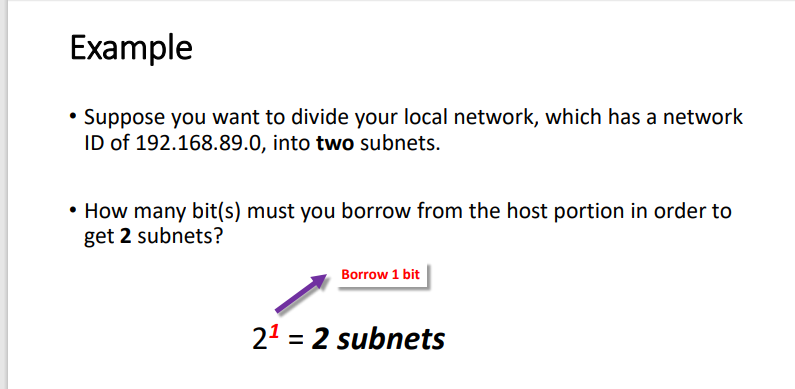 Example
• Suppose you want to divide your local network, which has a network
ID of 192.168.89.0, into two subnets.
• How many bit(s) must you borrow from the host portion in order to
get 2 subnets?
Borrow 1 bit
2¹ = 2 subnets